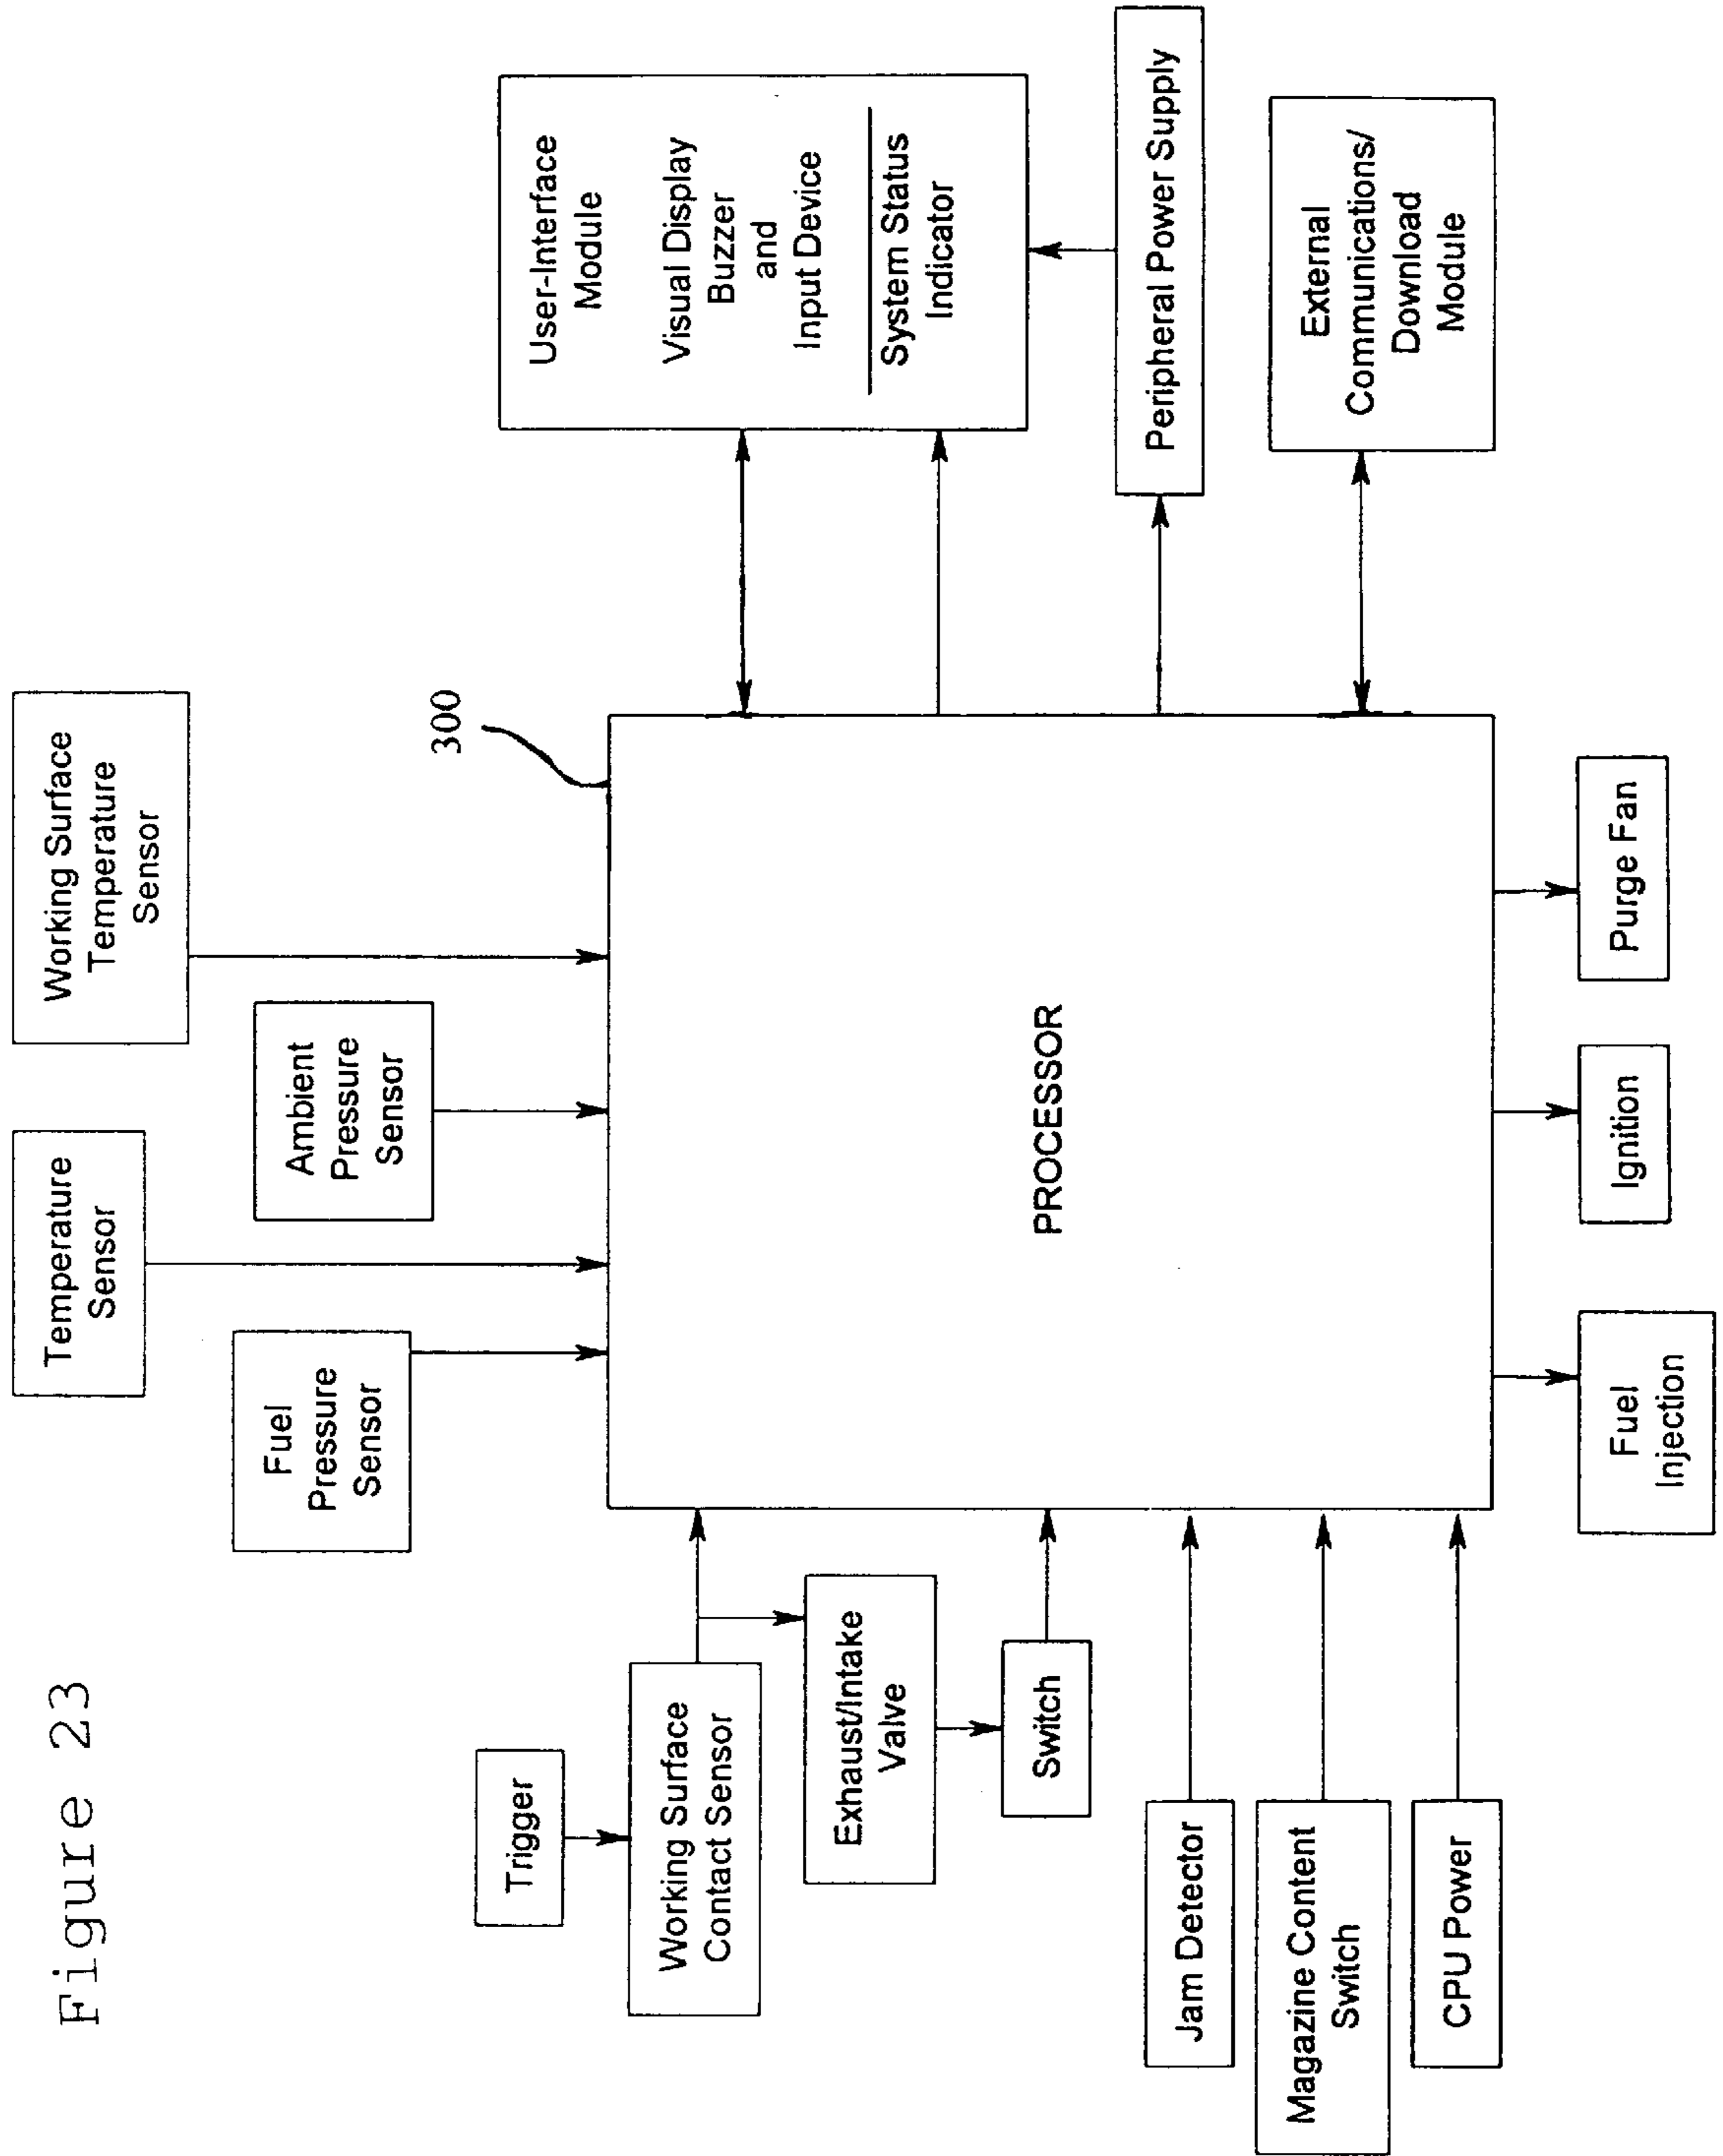 Figure 23
Working Surface
Temperature
Sensor
Temperature
Sensor
Ambient
Pressure
Sensor
Fuel
Pressure
Sensor
300
Trigger
Working Surface
Contact Sensor
Exhaust/Intake
Valve
Switch
Jam Detector
Magazine Content
Switch
CPU Power
PROCESSOR
User-Interface
Module
Visual Display
Buzzer
and
Input Device
System Status
Indicator
Peripheral Power Supply
External
Communications/
Download
Module
Fuel
Injection
Ignition
Purge Fan